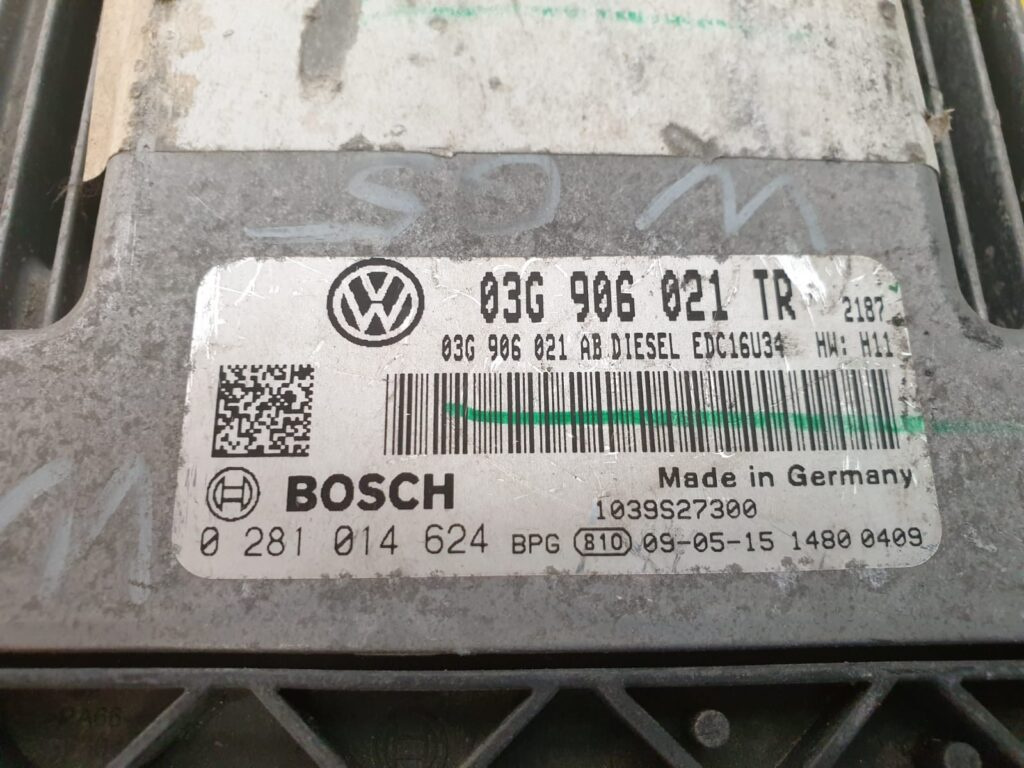 03G 906 021 TR 2187
03G 906 021 AB DIESEL EDC16U34 HW: H11
BOSCH
Made in Germany
1039S27300
0 281 014 624 BPG 810 09-05-15 1480 0409